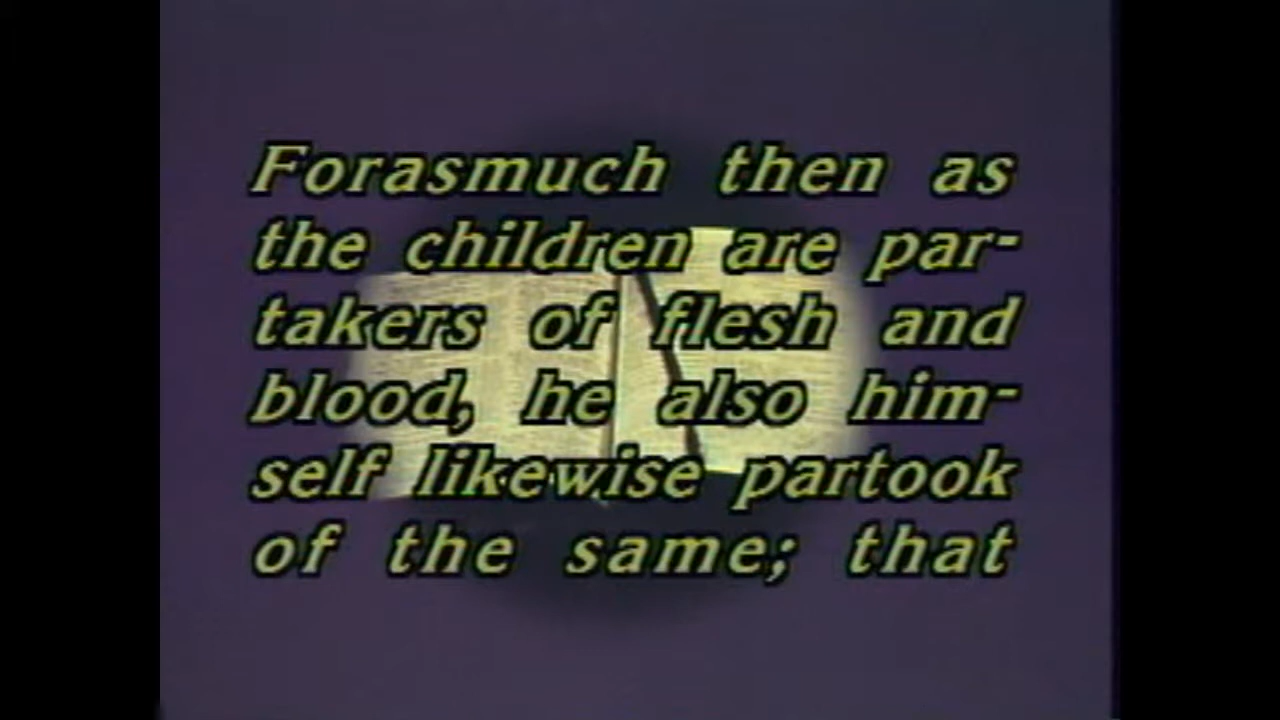 Forasmuch then as
the children are par-
takers of flesh and
blood, he also him-
self likewise partook
of the same; that